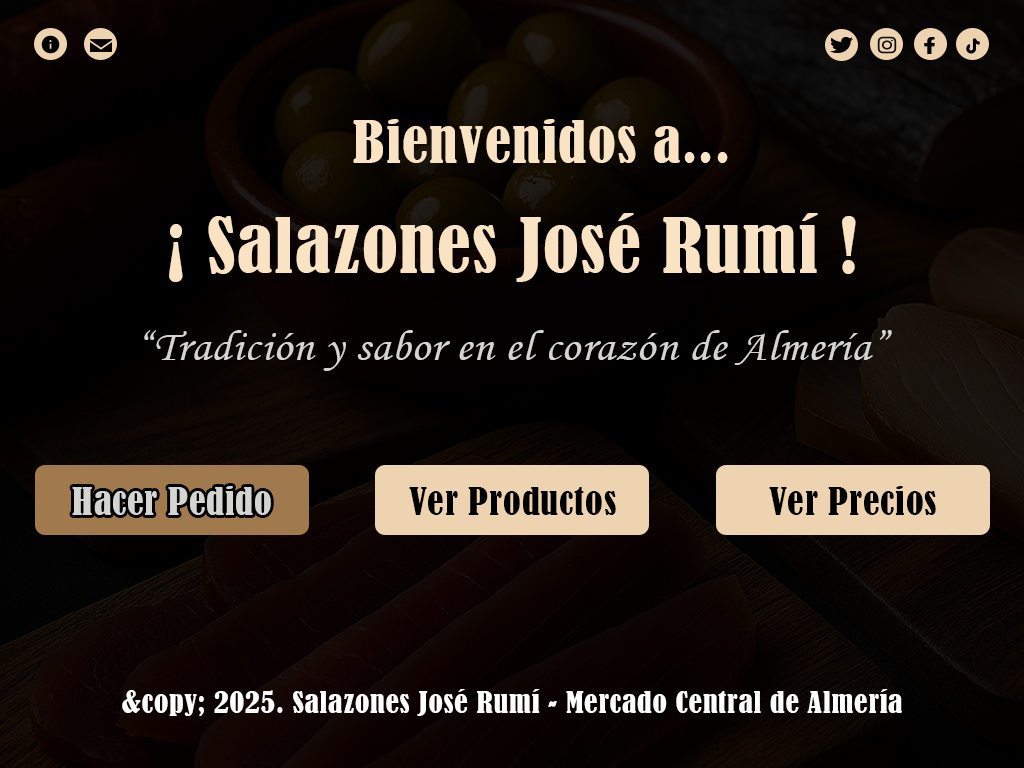 Bienvenidos a...
¡ Salazones José Rumí !
“Tradición y sabor en el corazón de Almería”
Hacer Pedido
Ver Productos
Ver Precios
&copy; 2025. Salazones José Rumí - Mercado Central de Almería